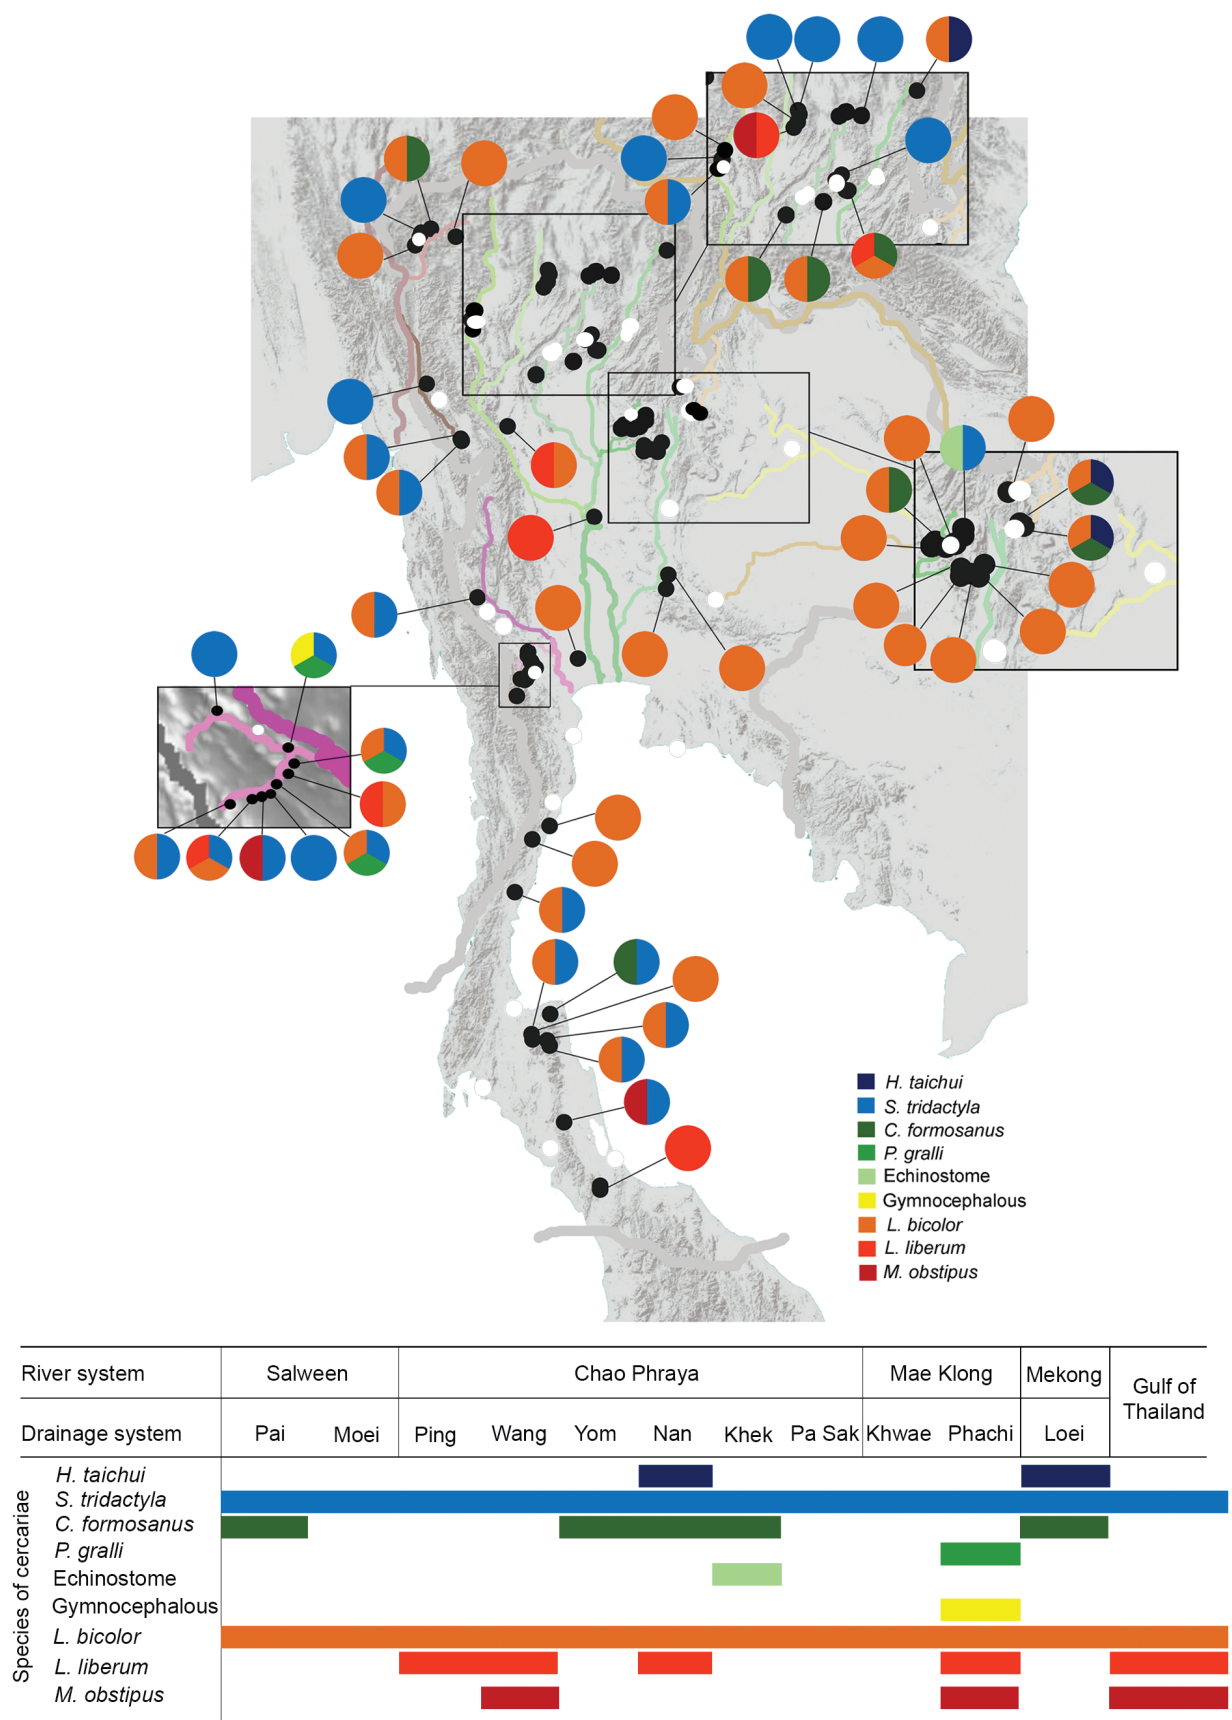 H. taichui
S. tridactyla
C. formosanus
P. gralli
Echinostome
Gymnocephalous
L. bicolor
L. liberum
M. obstipus
River system Salween Chao Phraya Mae Klong Mekong Gulf of Thailand
Drainage system Pai Moei Ping Wang Yom Nan Khek Pa Sak Khwae Phachi Loei
Species of cercariae
H. taichui
S. tridactyla
C. formosanus
P. gralli
Echinostome
Gymnocephalous
L. bicolor
L. liberum
M. obstipus